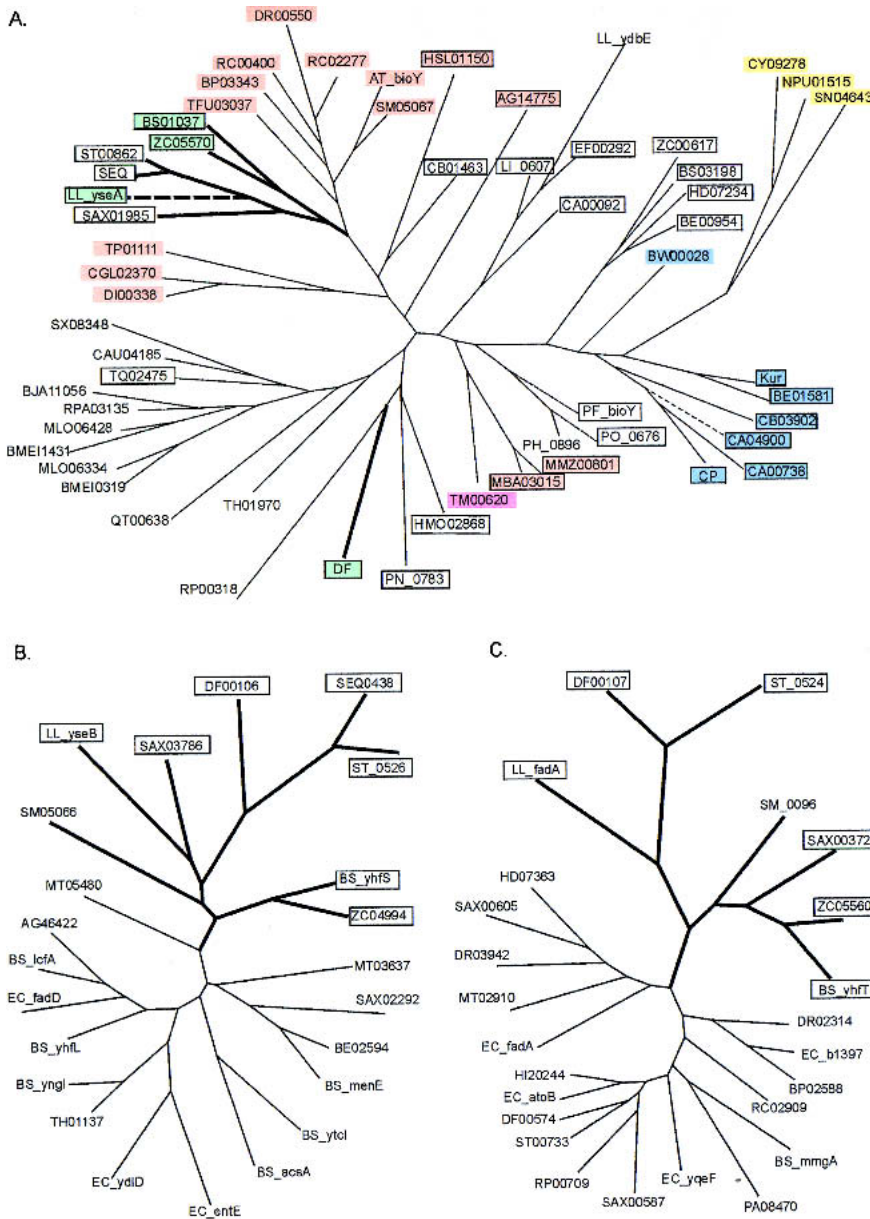 A.
DR00550
RC00400
RC02277
HSL01150
LL_ydbE
BP03343
AT_bioY
CY09278
TFU03037
SM05067
AG14775
NPU01515
SN04643
BS01037
ZC05570
ST00862
SEQ
CB01463
LI_0607
EF00292
ZC00617
BS03198
LL_yseA
HD07234
SAX01985
CA00092
BE00954
TP01111
BW00028
CGL02370
DI00338
SX08348
CAU04185
TQ02475
Kur
BJA11056
BE01581
RPA03135
PF_bioY
CB03902
MLO06428
PO_0676
CA04900
BMEI1431
PH_0896
MLO06334
MMZ00601
CP
CA00736
BMEI0319
MBA03015
TH01970
TM00620
QT00638
HMO02868
RP00318
DF
PN_0783
B.
DF00106
SEQ0438
LL_yseB
SAX03786
ST_0526
SM05066
MT05480
BS_yhfS
ZC04994
AG46422
BS_lcfA
MT03637
EC_fadD
SAX02292
BS_yhfL
BE02594
BS_yngI
BS_menE
TH01137
BS_ytcI
EC_ydiD
BS_acsA
EC_entE
C.
DF00107
ST_0524
LL_fadA
SM_0096
SAX00372
HD07363
SAX00605
ZC05560
DR03942
MT02910
BS_yhfT
EC_fadA
DR02314
HI20244
EC_b1397
EC_atoB
BP02588
DF00574
RC02909
ST00733
BS_mmgA
RP00709
EC_yqeF
SAX00587
PA08470